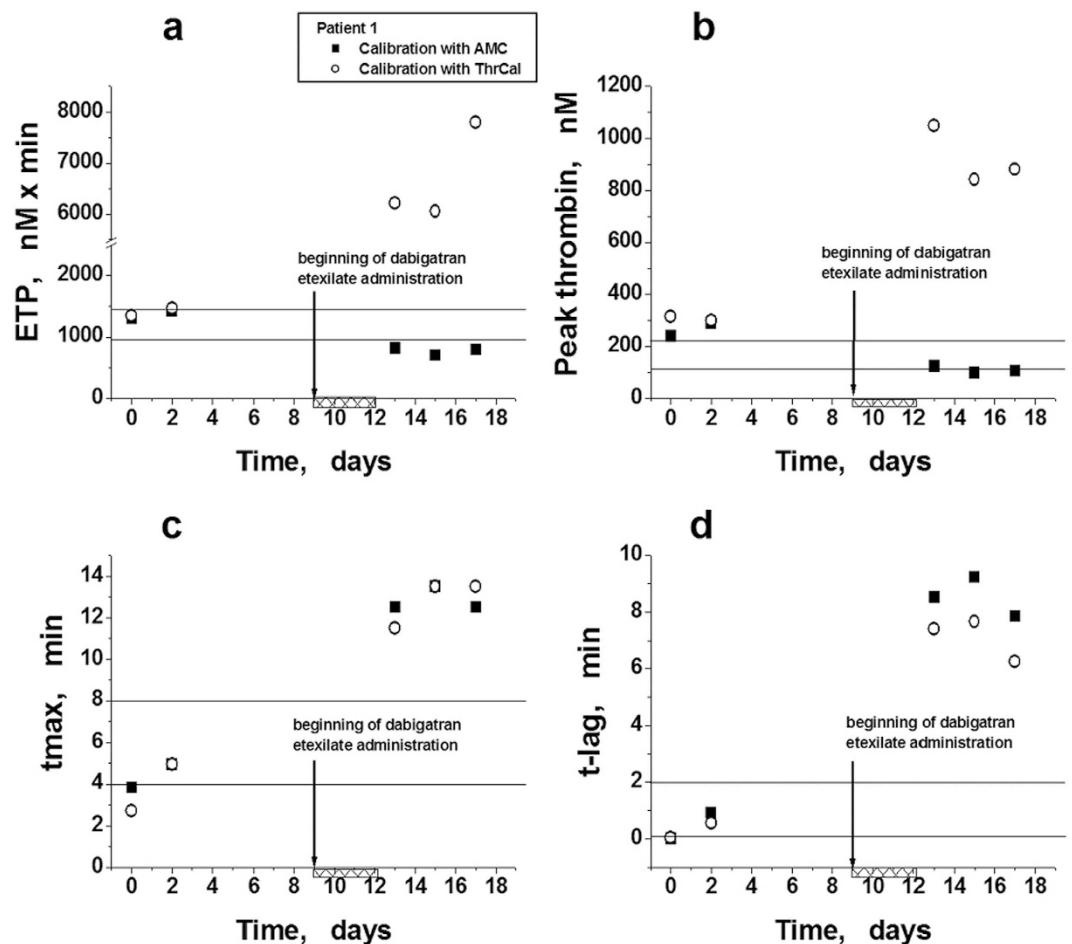 a
Patient 1
■ Calibration with AMC
○ Calibration with ThrCal
b
ETP, nM x min
8000
7000
6000
2000
1000
0
beginning of dabigatran
etexilate administration
0 2 4 6 8 10 12 14 16 18
Time, days
Peak thrombin, nM
1200
1000
800
600
400
200
0
beginning of dabigatran
etexilate administration
0 2 4 6 8 10 12 14 16 18
Time, days
c
tmax, min
14
12
10
8
6
4
2
0
beginning of dabigatran
etexilate administration
0 2 4 6 8 10 12 14 16 18
Time, days
d
t-lag, min
10
8
6
4
2
0
beginning of dabigatran
etexilate administration
0 2 4 6 8 10 12 14 16 18
Time, days